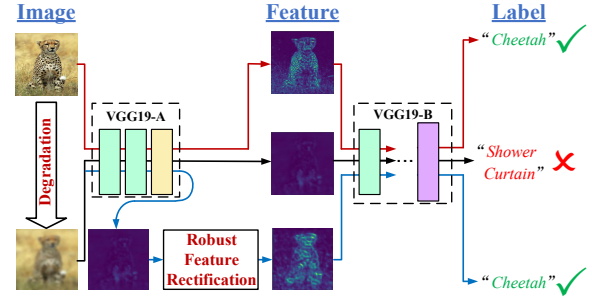 Image
Feature
Label
"Cheetah"
VGG19-A
VGG19-B
Degradation
"Shower
Curtain"
Robust
Feature
Rectification
"Cheetah"